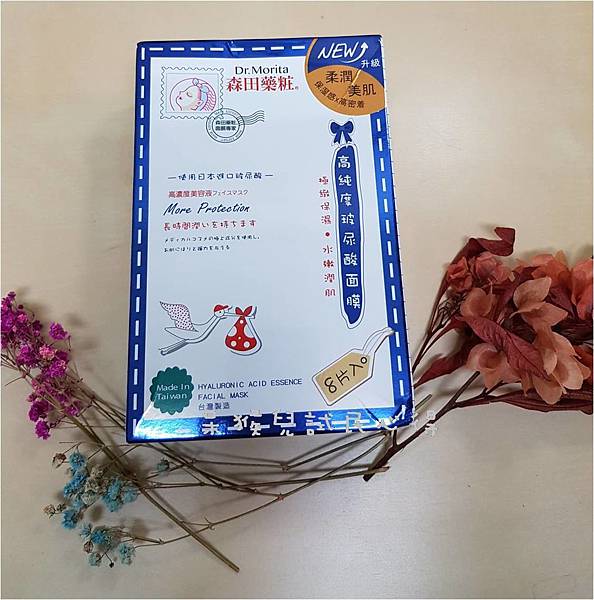 NEW
升級
柔潤
美肌
保湿感x高密着
Dr.Morita
森田藥粧®
森田藥粧
面膜專家
—使用日本進口玻尿酸—
高濃度美容液フェイスマスク
More Protection
長時間潤いを持ちます
高純度玻尿酸面膜
極緻保濕•水嫩潤肌
8片入
Made In
Taiwan
HYALURONIC ACID ESSENCE
FACIAL MASK
台灣製造